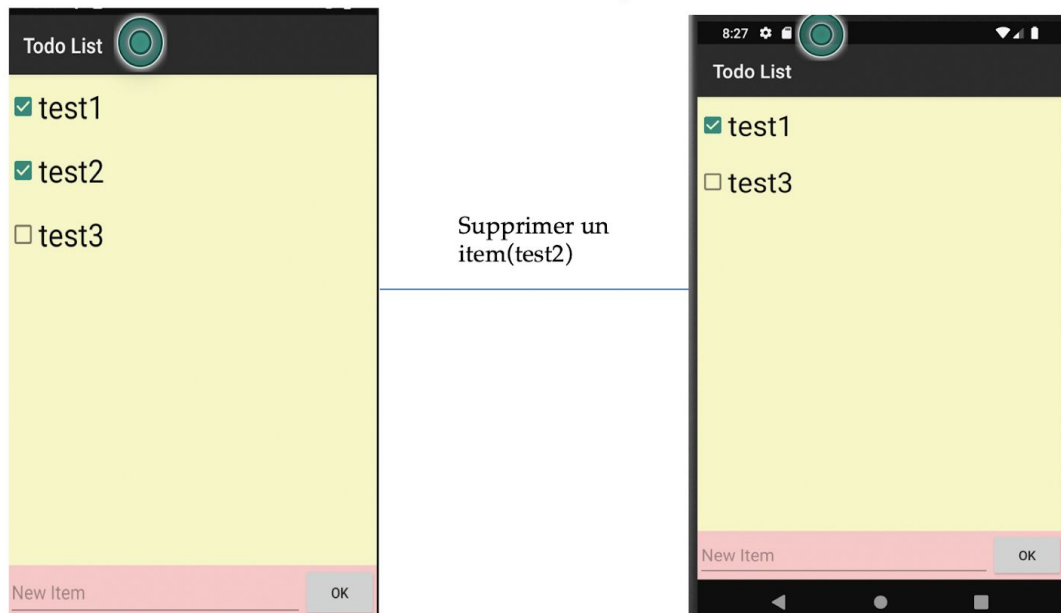 Todo List
test1
test2
test3
New Item
OK
Supprimer un
item(test2)
8:27
Todo List
test1
test3
New Item
OK